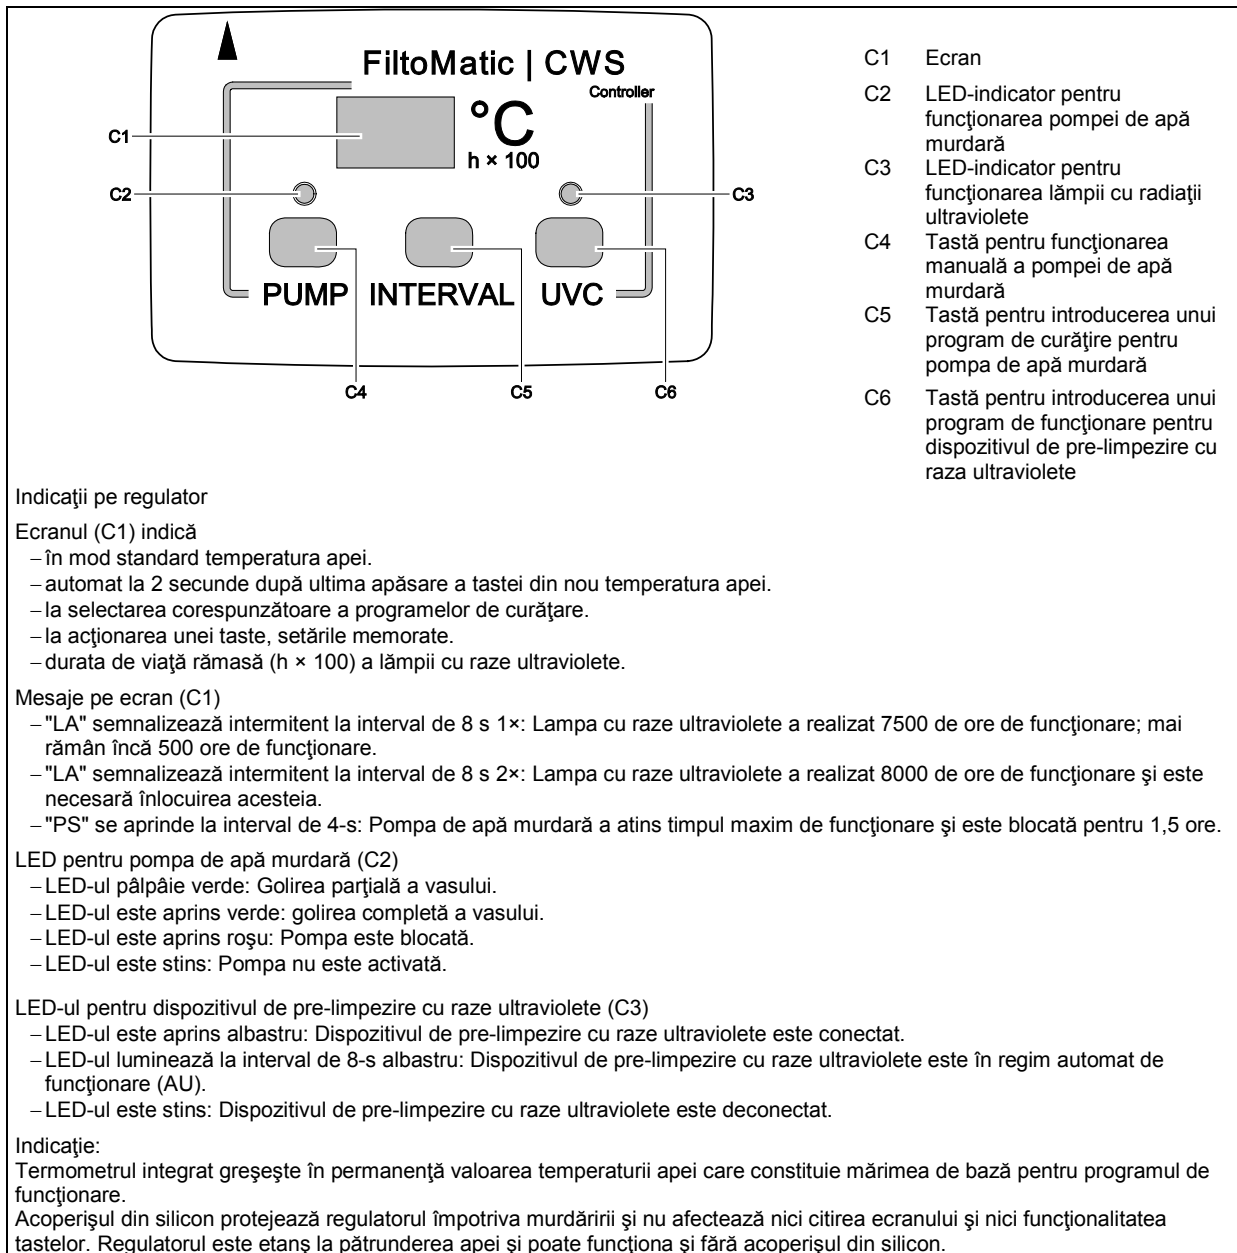 FiltoMatic | CWS
Controller
°C
h × 100
C1
C2
C3
PUMP INTERVAL UVC
C4
C5
C6
C1 Ecran
C2 LED-indicator pentru
funcţionarea pompei de apă
murdară
C3 LED-indicator pentru
funcţionarea lămpii cu radiaţii
ultraviolete
C4 Tastă pentru funcţionarea
manuală a pompei de apă
murdară
C5 Tastă pentru introducerea unui
program de curăţire pentru
pompa de apă murdară
C6 Tastă pentru introducerea unui
program de funcţionare pentru
dispozitivul de pre-limpezire cu
raza ultraviolete
Indicaţii pe regulator
Ecranul (C1) indică
– în mod standard temperatura apei.
– automat la 2 secunde după ultima apăsare a tastei din nou temperatura apei.
– la selectarea corespunzătoare a programelor de curăţare.
– la acţionarea unei taste, setările memorate.
– durata de viaţă rămasă (h × 100) a lămpii cu raze ultraviolete.
Mesaje pe ecran (C1)
– "LA" semnalizează intermitent la interval de 8 s 1×: Lampa cu raze ultraviolete a realizat 7500 de ore de funcţionare; mai
rămân încă 500 ore de funcţionare.
– "LA" semnalizează intermitent la interval de 8 s 2×: Lampa cu raze ultraviolete a realizat 8000 de ore de funcţionare şi este
necesară înlocuirea acesteia.
– "PS" se aprinde la interval de 4-s: Pompa de apă murdară a atins timpul maxim de funcţionare şi este blocată pentru 1,5 ore.
LED pentru pompa de apă murdară (C2)
– LED-ul pâlpâie verde: Golirea parţială a vasului.
– LED-ul este aprins verde: golirea completă a vasului.
– LED-ul este aprins roşu: Pompa este blocată.
– LED-ul este stins: Pompa nu este activată.
LED-ul pentru dispozitivul de pre-limpezire cu raze ultraviolete (C3)
– LED-ul este aprins albastru: Dispozitivul de pre-limpezire cu raze ultraviolete este conectat.
– LED-ul luminează la interval de 8-s albastru: Dispozitivul de pre-limpezire cu raze ultraviolete este în regim automat de
funcţionare (AU).
– LED-ul este stins: Dispozitivul de pre-limpezire cu raze ultraviolete este deconectat.
Indicaţie:
Termometrul integrat greşeşte în permanenţă valoarea temperaturii apei care constituie mărimea de bază pentru programul de
funcţionare.
Acoperişul din silicon protejează regulatorul împotriva murdăririi şi nu afectează nici citirea ecranului şi nici funcţionalitatea
tastelor. Regulatorul este etanş la pătrunderea apei şi poate funcţiona şi fără acoperişul din silicon.